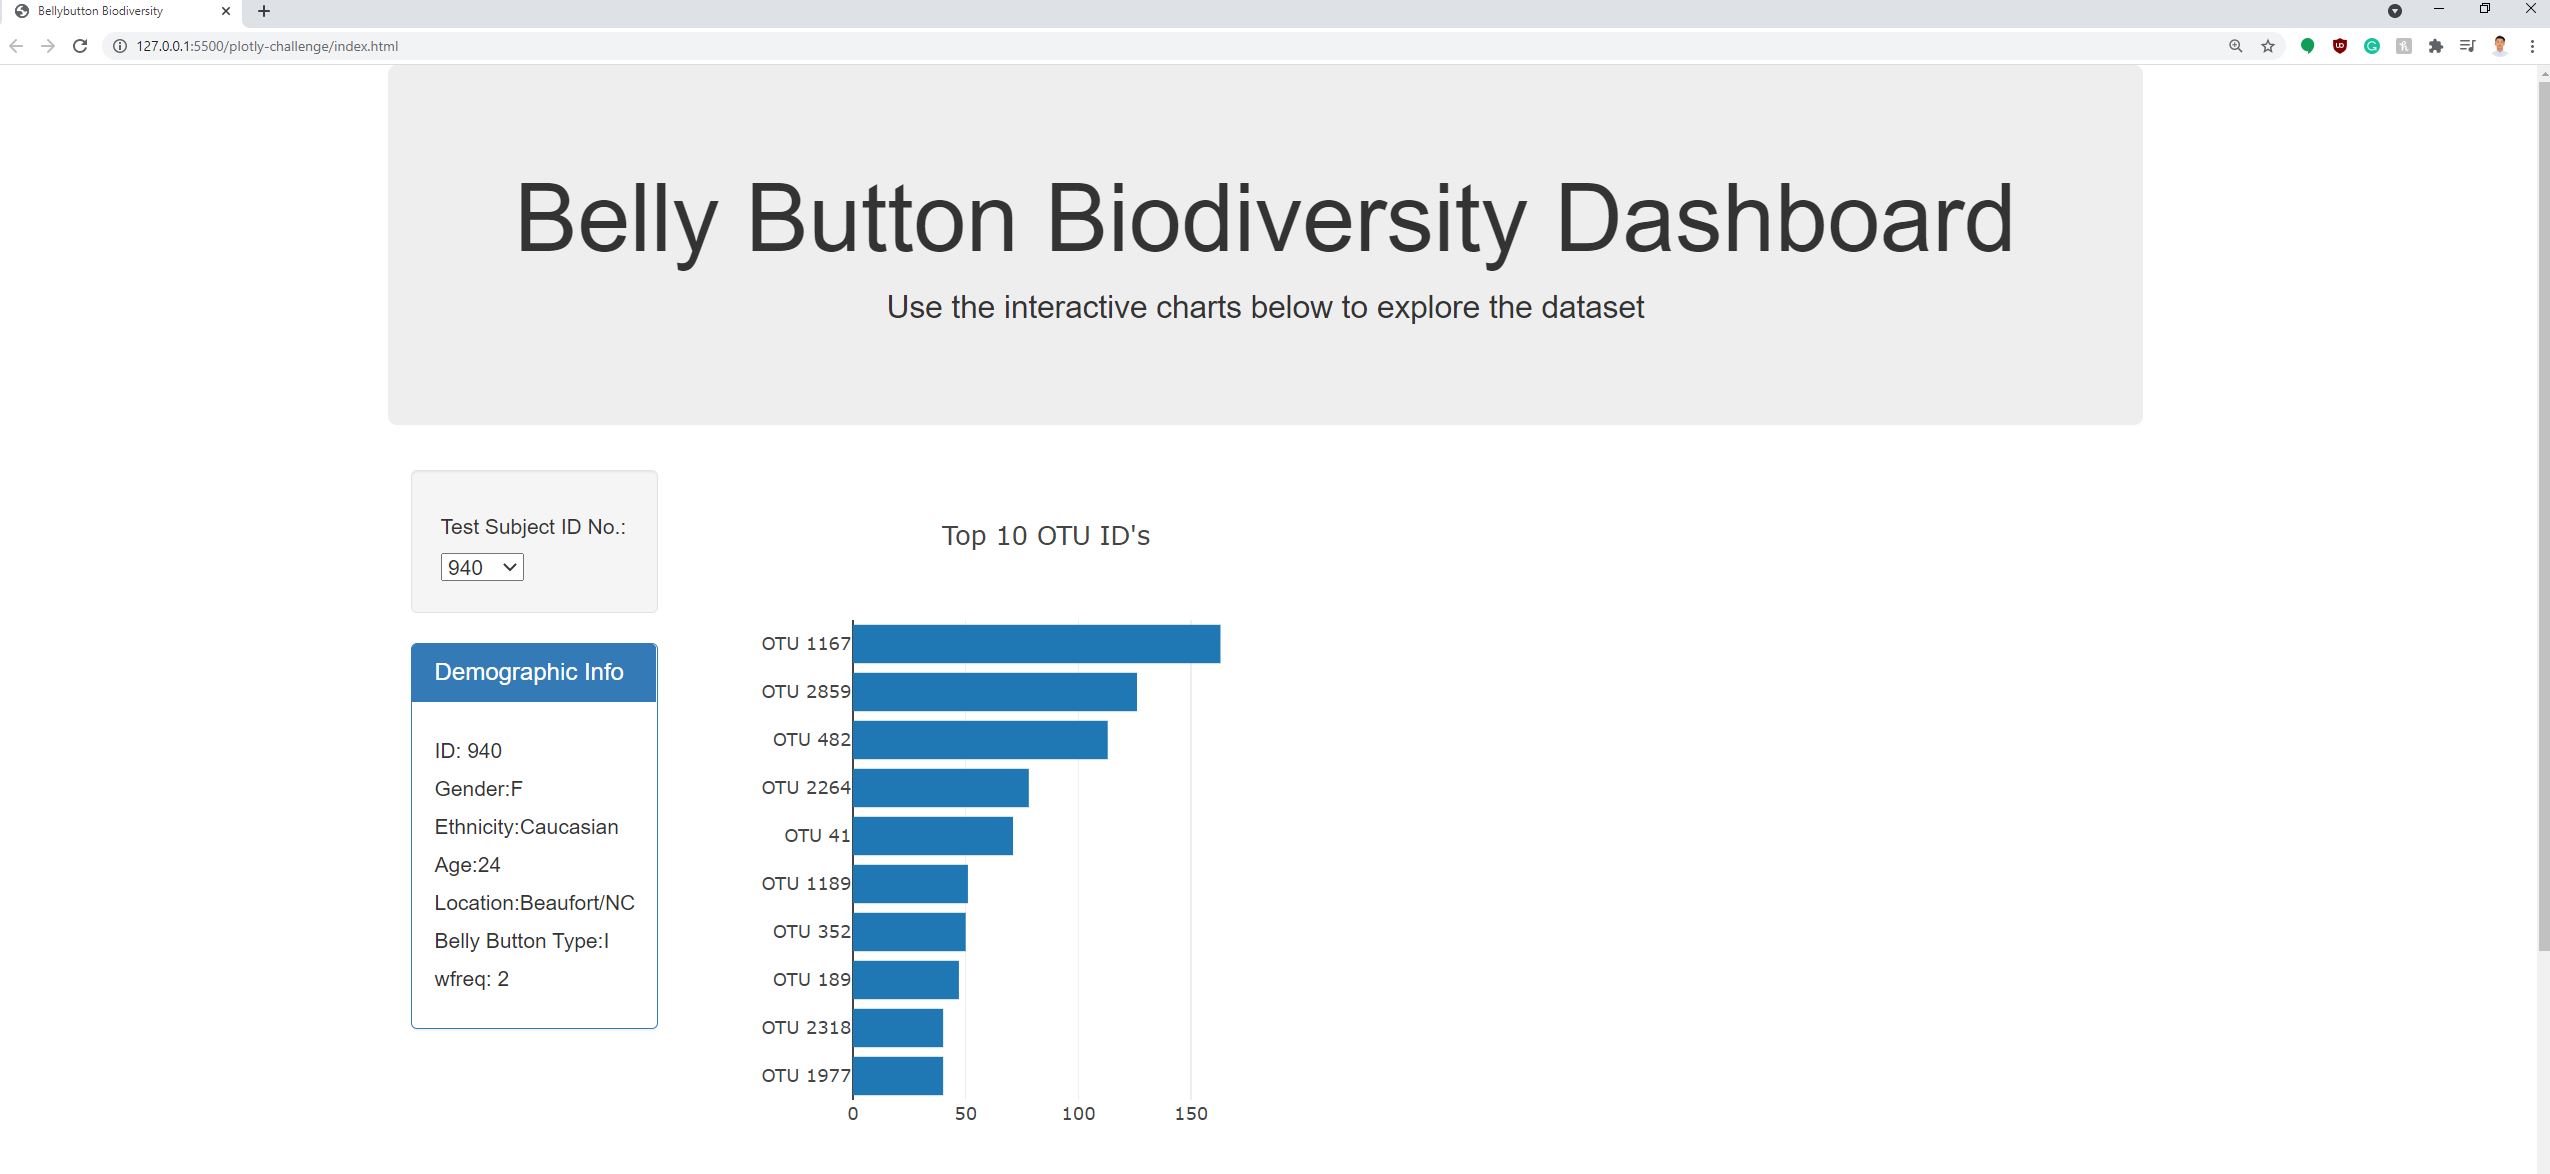 Bellybutton Biodiversity
127.0.0.1:5500/plotly-challenge/index.html
Belly Button Biodiversity Dashboard
Use the interactive charts below to explore the dataset
Test Subject ID No.:
940
Demographic Info
ID: 940
Gender:F
Ethnicity:Caucasian
Age:24
Location:Beaufort/NC
Belly Button Type:I
wfreq: 2
Top 10 OTU ID's
OTU 1167
OTU 2859
OTU 482
OTU 2264
OTU 41
OTU 1189
OTU 352
OTU 189
OTU 2318
OTU 1977
0 50 100 150